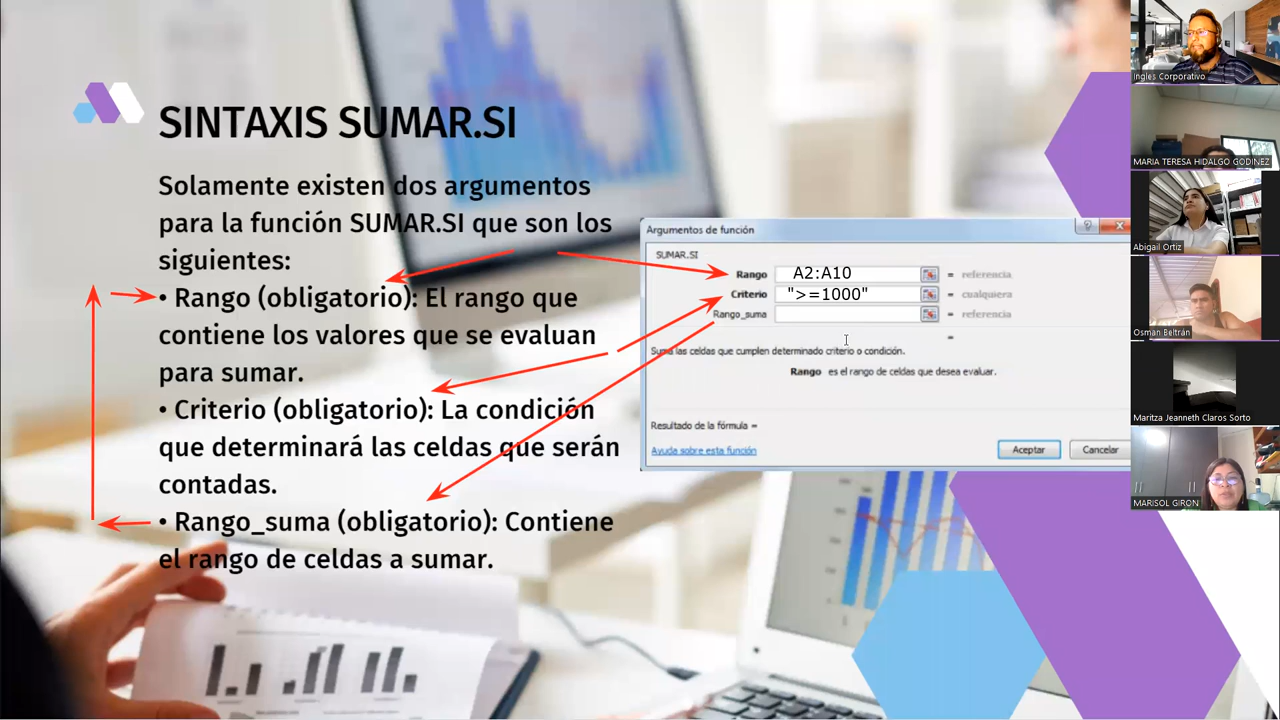 SINTAXIS SUMAR.SI
Solamente existen dos argumentos
para la función SUMAR.SI que son los
siguientes:
• Rango (obligatorio): El rango que
contiene los valores que se evaluan
para sumar.
• Criterio (obligatorio): La condición
que determinará las celdas que serán
contadas.
• Rango_suma (obligatorio): Contiene
el rango de celdas a sumar.
Argumentos de función
SUMAR.SI
Rango A2:A10 = referencia
Criterio ">=1000" = cualquiera
Rango_suma = referencia
=
Suma las celdas que cumplen determinado criterio o condición.
Rango es el rango de celdas que desea evaluar.
Resultado de la fórmula =
Ayuda sobre esta función
Aceptar
Cancelar
Ingles Corporativo
MARIA TERESA HIDALGO GODINEZ
Abigail Ortiz
Osman Beltrán
Maritza Jeanneth Claros Sorto
MARISOL GIRON